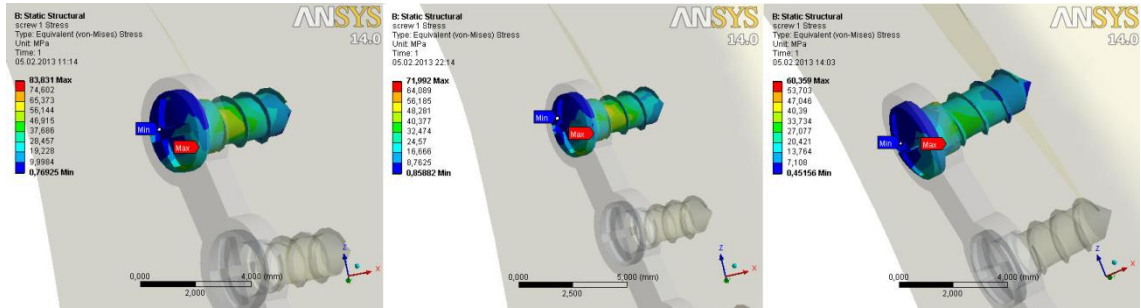 B: Static Structural
screw 1 Stress
Type: Equivalent (von-Mises) Stress
Unit: MPa
Time: 1
05.02.2013 11:14
83,831 Max
74,602
65,373
56,144
46,915
37,686
28,457
19,228
9,9984
0,76925 Min
ANSYS
14.0
Min
Max
0,000
4,000 (mm)
2,000
Z
X
B: Static Structural
screw 1 Stress
Type: Equivalent (von-Mises) Stress
Unit: MPa
Time: 1
05.02.2013 22:14
71,992 Max
64,089
56,185
48,281
40,377
32,474
24,57
16,666
8,7625
0,85882 Min
ANSYS
14.0
Min
Max
0,000
5,000 (mm)
2,500
Z
X
B: Static Structural
screw 1 Stress
Type: Equivalent (von-Mises) Stress
Unit: MPa
Time: 1
05.02.2013 14:03
60,359 Max
53,703
47,046
40,39
33,734
27,077
20,421
13,764
7,108
0,45156 Min
ANSYS
14.0
Min
Max
0,000
4,000 (mm)
2,000
Z
X